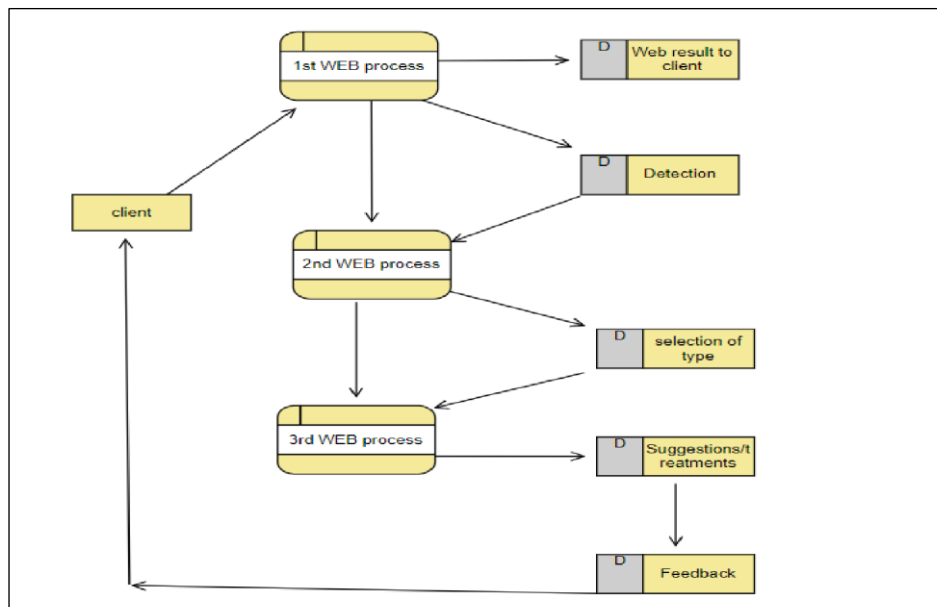 1st WEB process
D
Web result to
client
D
Detection
client
2nd WEB process
D
selection of
type
3rd WEB process
D
Suggestions/t
reatments
D
Feedback